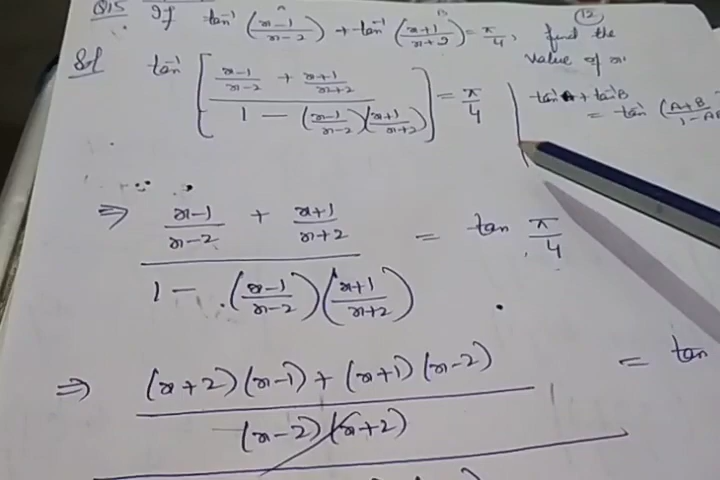 Q15 If tan⁻¹ (x-1/x-2) + tan⁻¹ (x+1/x+2) = π/4, find the value of x. (12)
Sol tan⁻¹ [ (x-1/x-2 + x+1/x+2) / (1 - (x-1/x-2)(x+1/x+2)) ] = π/4
tan⁻¹A + tan⁻¹B
= tan⁻¹ (A+B / 1-AB
⇒ (x-1/x-2 + x+1/x+2) / (1 - (x-1/x-2)(x+1/x+2)) = tan π/4
⇒ (x+2)(x-1) + (x+1)(x-2) / (x-2)(x+2) = tan